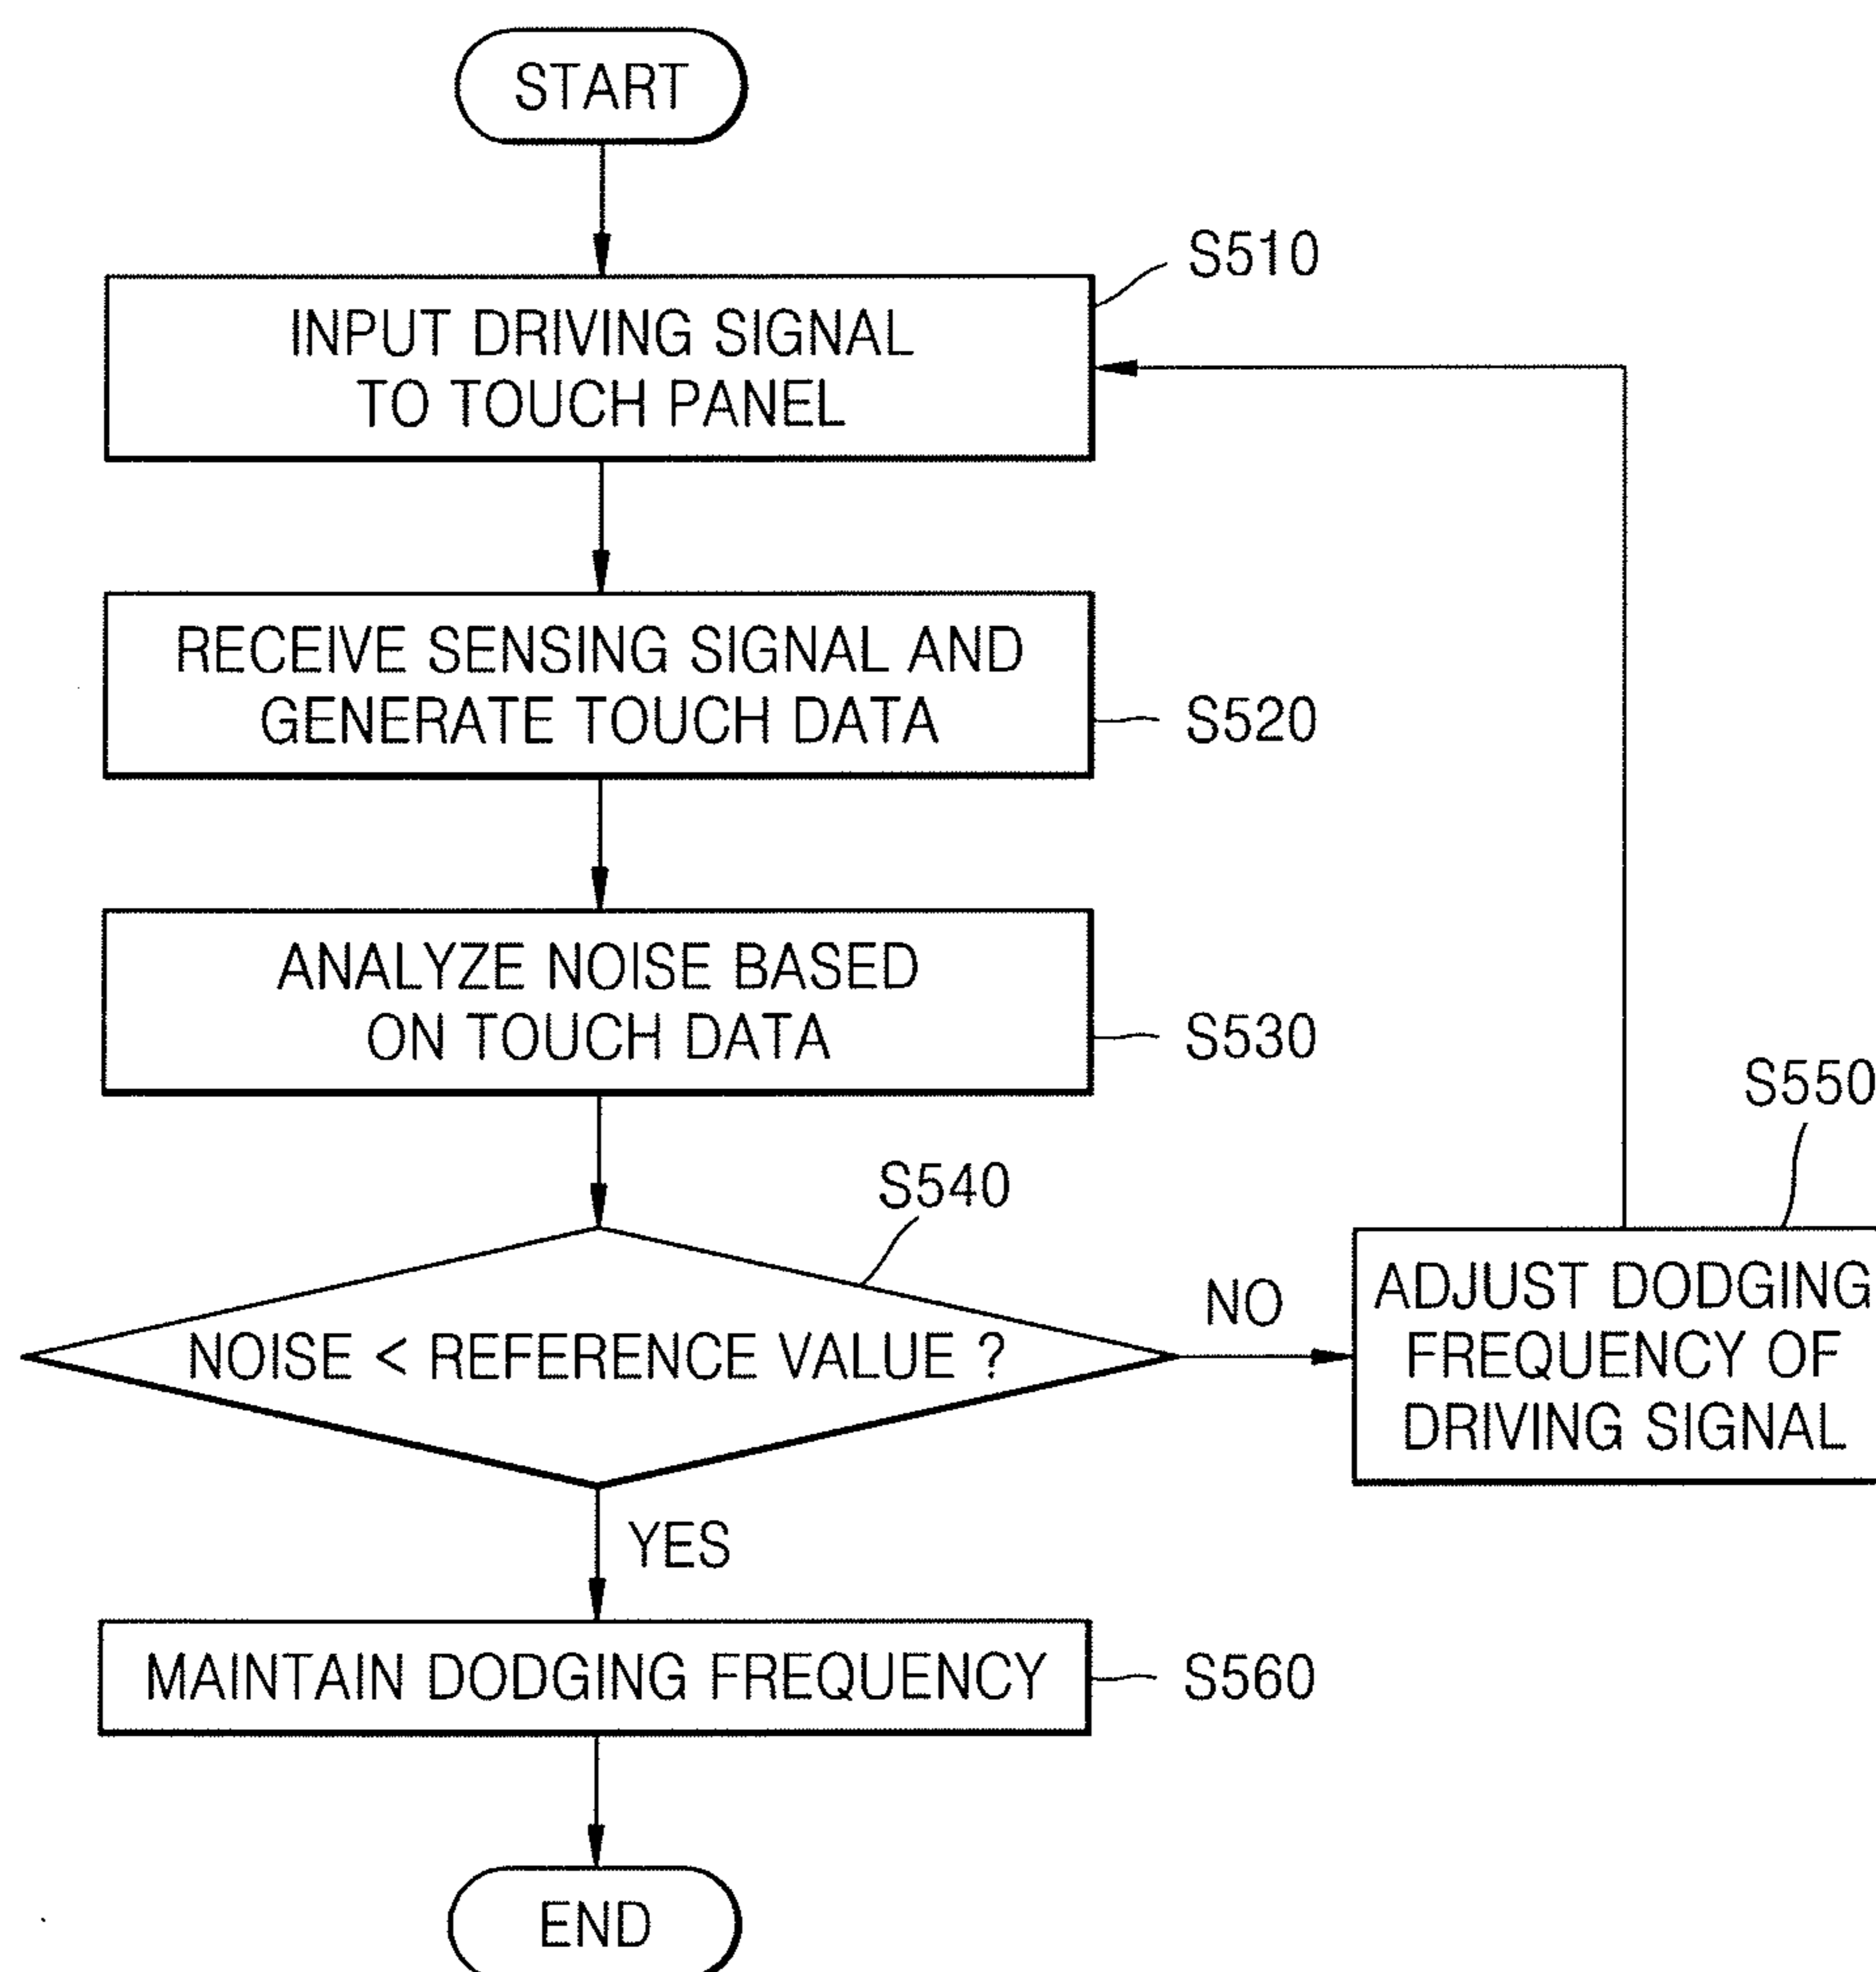 START
S510
INPUT DRIVING SIGNAL
TO TOUCH PANEL
RECEIVE SENSING SIGNAL AND
GENERATE TOUCH DATA
S520
ANALYZE NOISE BASED
ON TOUCH DATA
S530
S540
NOISE < REFERENCE VALUE ?
NO
S550
ADJUST DODGING
FREQUENCY OF
DRIVING SIGNAL
YES
MAINTAIN DODGING FREQUENCY
S560
END